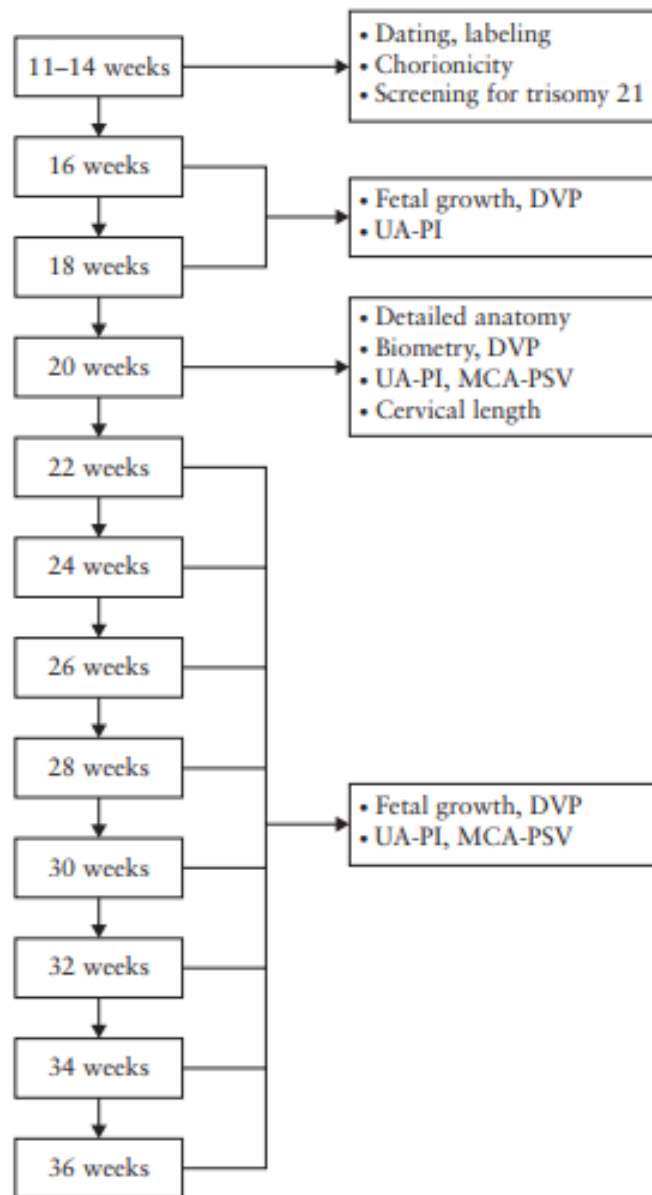 11–14 weeks
• Dating, labeling
• Chorionicity
• Screening for trisomy 21
16 weeks
18 weeks
• Fetal growth, DVP
• UA-PI
20 weeks
• Detailed anatomy
• Biometry, DVP
• UA-PI, MCA-PSV
• Cervical length
22 weeks
24 weeks
26 weeks
28 weeks
30 weeks
32 weeks
34 weeks
36 weeks
• Fetal growth, DVP
• UA-PI, MCA-PSV